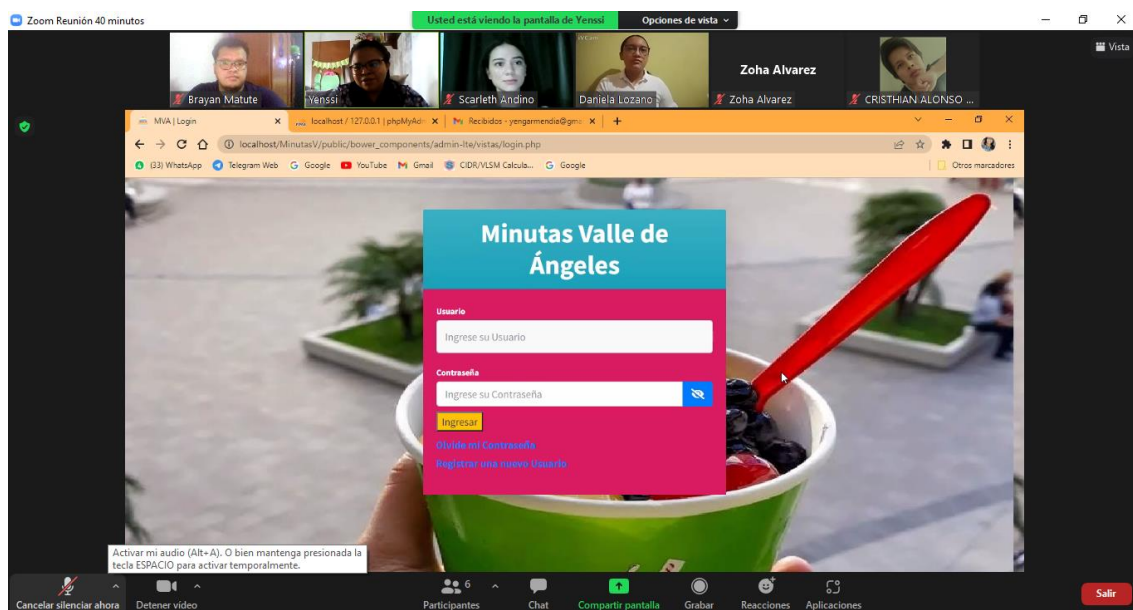 Zoom Reunión 40 minutos
Usted está viendo la pantalla de Yenssi
Opciones de vista
Vista
Zoha Alvarez
Brayan Matute
Yenssi
Scarleth Andino
Daniela Lozano
Zoha Alvarez
CRISTHIAN ALONSO ...
MVA | Login
localhost / 127.0.0.1 | phpMyAdm
Recibidos - yengarmendia@gma
localhost/MinutasV/public/bower_components/admin-lte/vistas/login.php
(33) WhatsApp
Telegram Web
Google
YouTube
Gmail
CIDR/VLSM Calcula...
Google
Otros marcadores
Minutas Valle de
Ángeles
Usuario
Ingrese su Usuario
Contraseña
Ingrese su Contraseña
Ingresar
Olvide mi Contraseña
Registrar una nuevo Usuario
Activar mi audio (Alt+A). O bien mantenga presionada la
tecla ESPACIO para activar temporalmente.
Cancelar silenciar ahora
Detener video
Participantes
6
Chat
Compartir pantalla
Grabar
Reacciones
Aplicaciones
Salir